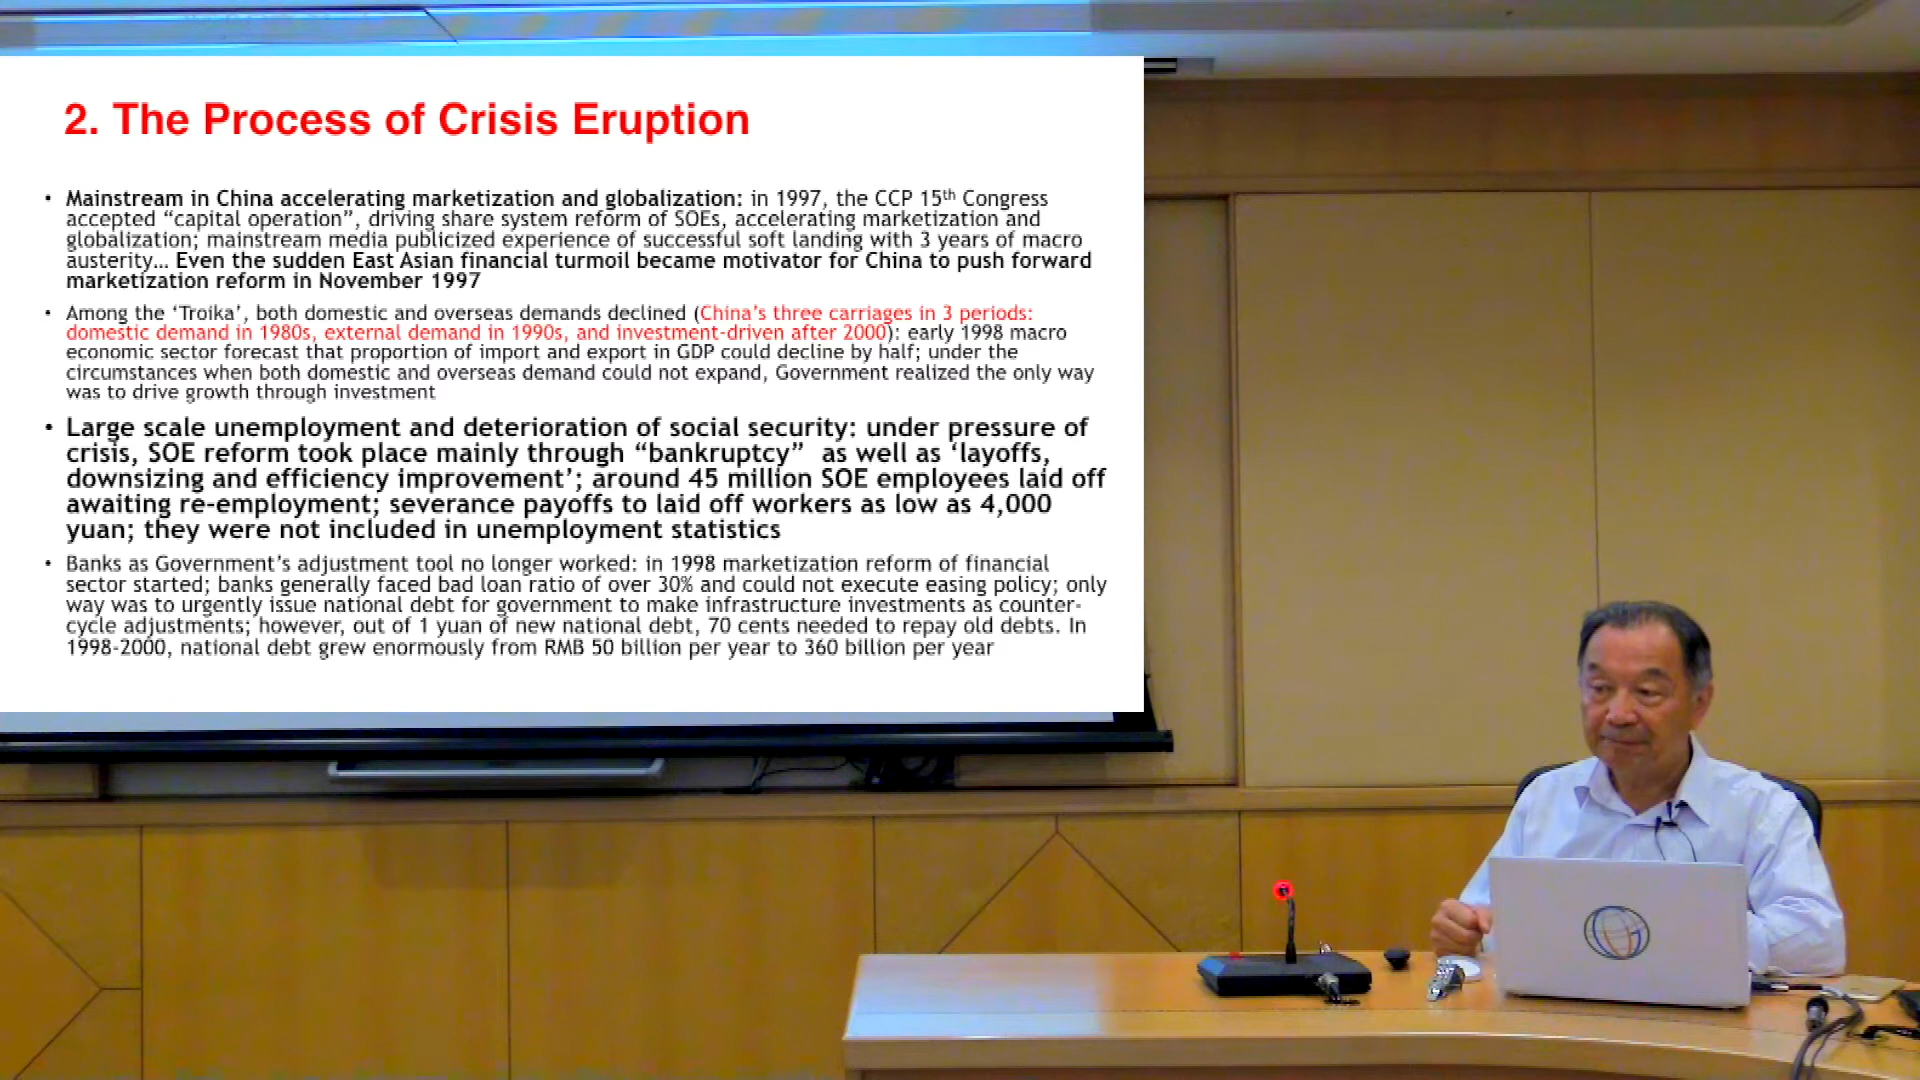 2. The Process of Crisis Eruption
• Mainstream in China accelerating marketization and globalization: in 1997, the CCP 15th Congress
accepted “capital operation”, driving share system reform of SOEs, accelerating marketization and
globalization; mainstream media publicized experience of successful soft landing with 3 years of macro
austerity... Even the sudden East Asian financial turmoil became motivator for China to push forward
marketization reform in November 1997
• Among the ‘Troika’, both domestic and overseas demands declined (China’s three carriages in 3 periods:
domestic demand in 1980s, external demand in 1990s, and investment-driven after 2000): early 1998 macro
economic sector forecast that proportion of import and export in GDP could decline by half; under the
circumstances when both domestic and overseas demand could not expand, Government realized the only way
was to drive growth through investment
• Large scale unemployment and deterioration of social security: under pressure of
crisis, SOE reform took place mainly through “bankruptcy” as well as ‘layoffs,
downsizing and efficiency improvement’; around 45 million SOE employees laid off
awaiting re-employment; severance payoffs to laid off workers as low as 4,000
yuan; they were not included in unemployment statistics
• Banks as Government’s adjustment tool no longer worked: in 1998 marketization reform of financial
sector started; banks generally faced bad loan ratio of over 30% and could not execute easing policy; only
way was to urgently issue national debt for government to make infrastructure investments as counter-
cycle adjustments; however, out of 1 yuan of new national debt, 70 cents needed to repay old debts. In
1998-2000, national debt grew enormously from RMB 50 billion per year to 360 billion per year